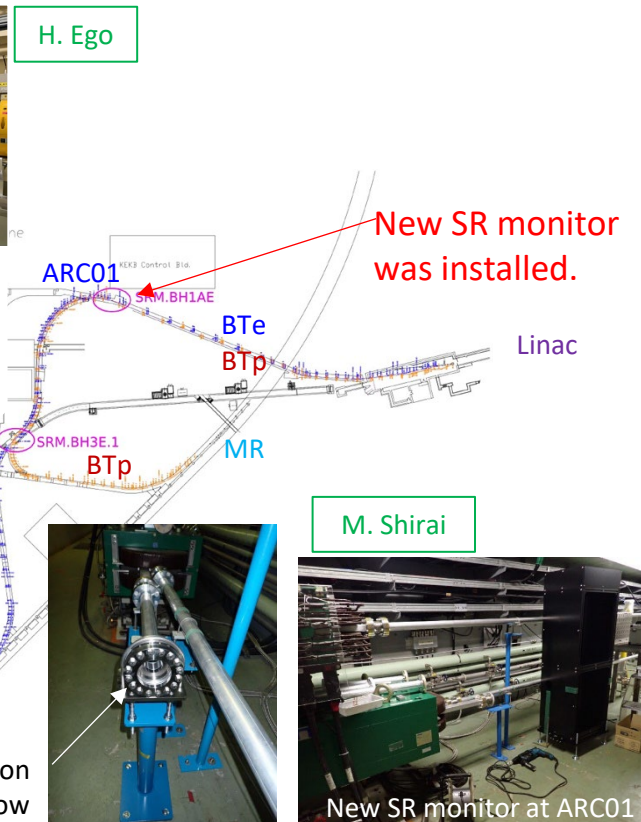 H. Ego
ne
KEKB Control Bld.
New SR monitor
was installed.
ARC01
SRM.BH1AE
BTe
BTp
Linac
SRM.BH3E.1
BTp
MR
M. Shirai
on
ow
New SR monitor at ARC01